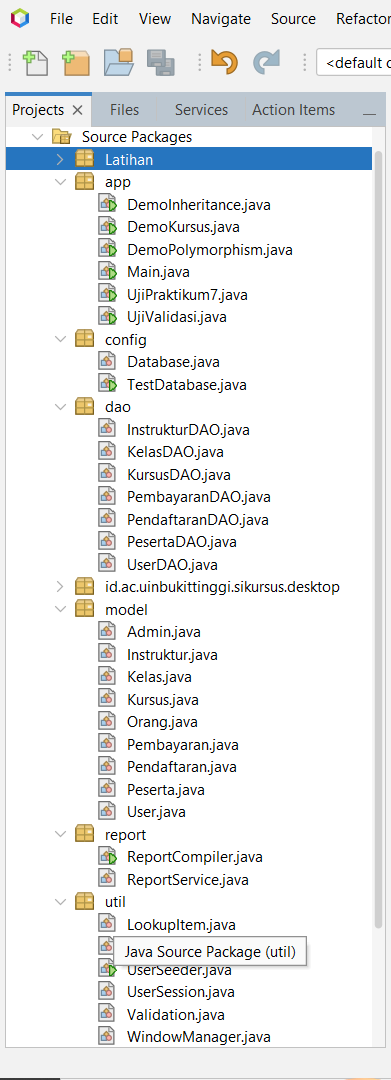 File Edit View Navigate Source Refactor
<default c
Projects Files Services Action Items
Source Packages
Latihan
app
DemoInheritance.java
DemoKursus.java
DemoPolymorphism.java
Main.java
UjiPraktikum7.java
UjiValidasi.java
config
Database.java
TestDatabase.java
dao
InstrukturDAO.java
KelasDAO.java
KursusDAO.java
PembayaranDAO.java
PendaftaranDAO.java
PesertaDAO.java
UserDAO.java
id.ac.uinbukittinggi.sikursus.desktop
model
Admin.java
Instruktur.java
Kelas.java
Kursus.java
Orang.java
Pembayaran.java
Pendaftaran.java
Peserta.java
User.java
report
ReportCompiler.java
ReportService.java
util
LookupItem.java
Java Source Package (util)
UserSeeder.java
UserSession.java
Validation.java
WindowManager.java